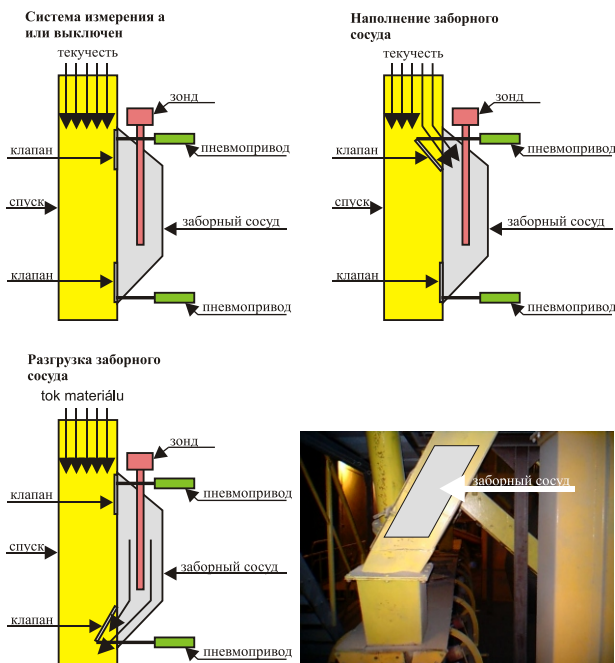 Система измерения а
или выключен
текучесть
зонд
клапан
пневмопривод
спуск
заборный сосуд
клапан
пневмопривод
Наполнение заборного
сосуда
текучесть
зонд
клапан
пневмопривод
спуск
заборный сосуд
клапан
пневмопривод
Разгрузка заборного
сосуда
tok materiálu
зонд
клапан
пневмопривод
спуск
заборный сосуд
клапан
пневмопривод
заборный сосуд